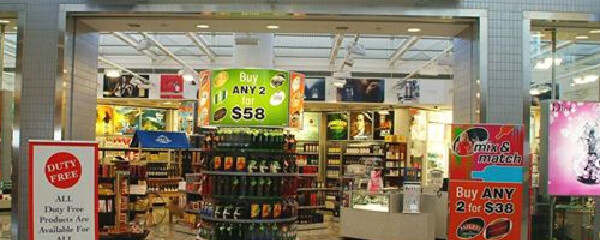 Buy
ANY 2
for
$58
DUTY
FREE
ALL
Duty Free
Products Are
Available for
ALL
mix &
match
Buy ANY
2 for $38